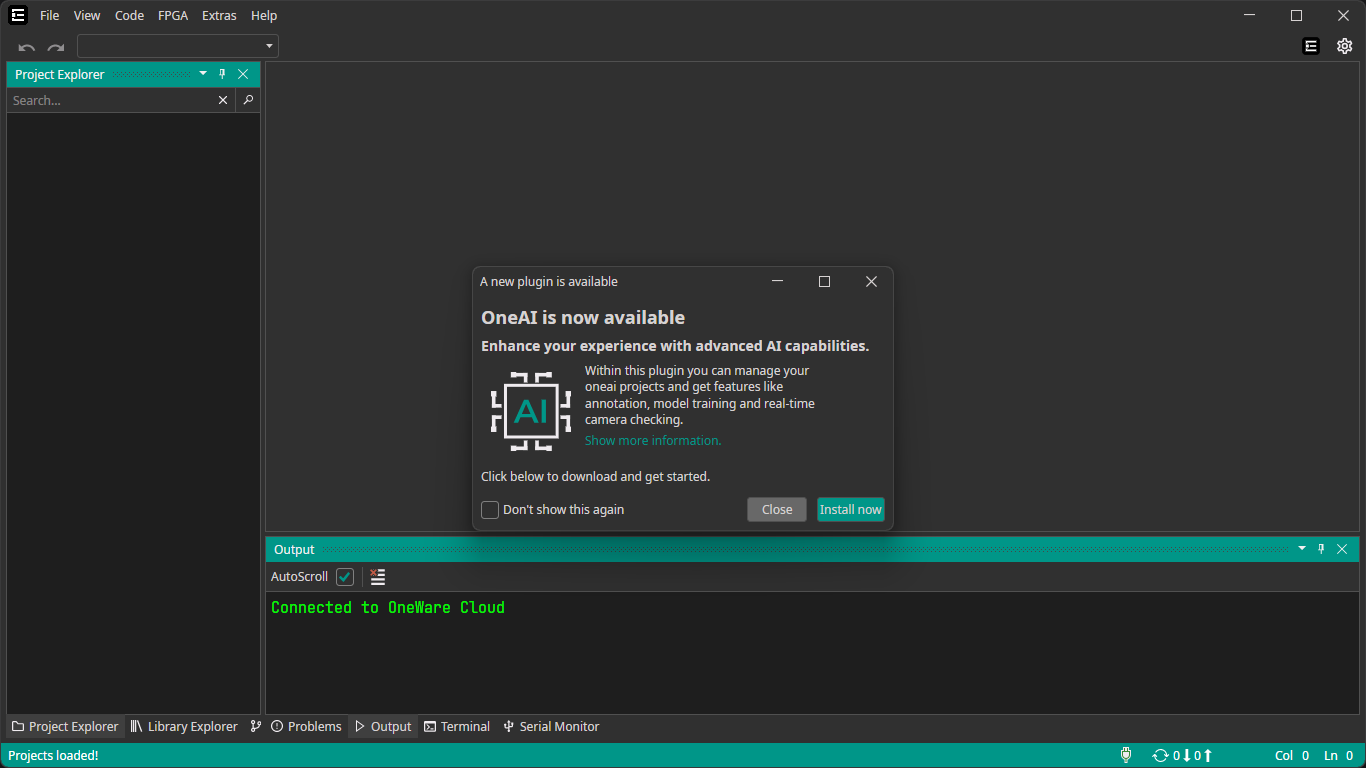 File View Code FPGA Extras Help
Project Explorer
Search...
A new plugin is available
OneAI is now available
Enhance your experience with advanced AI capabilities.
AI
Within this plugin you can manage your
oneai projects and get features like
annotation, model training and real-time
camera checking.
Show more information.
Click below to download and get started.
Don't show this again
Close
Install now
Output
AutoScroll
Connected to OneWare Cloud
Project Explorer Library Explorer Problems Output Terminal Serial Monitor
Projects loaded! 0 0 Col 0 Ln 0